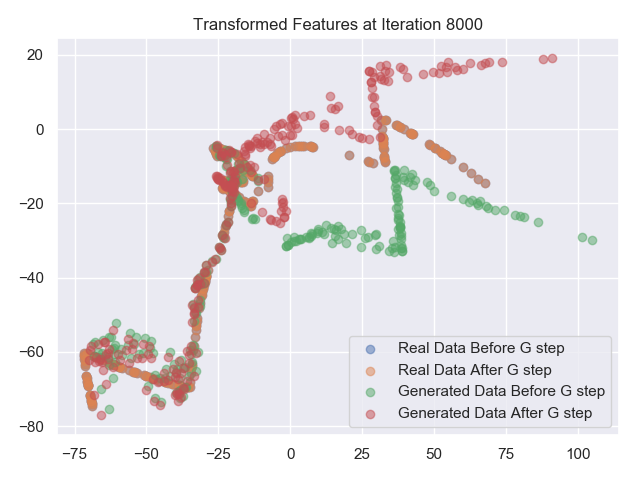 Transformed Features at Iteration 8000
20
0
−20
−40
−60
−80
−75
−50
−25
0
25
50
75
100
Real Data Before G step
Real Data After G step
Generated Data Before G step
Generated Data After G step